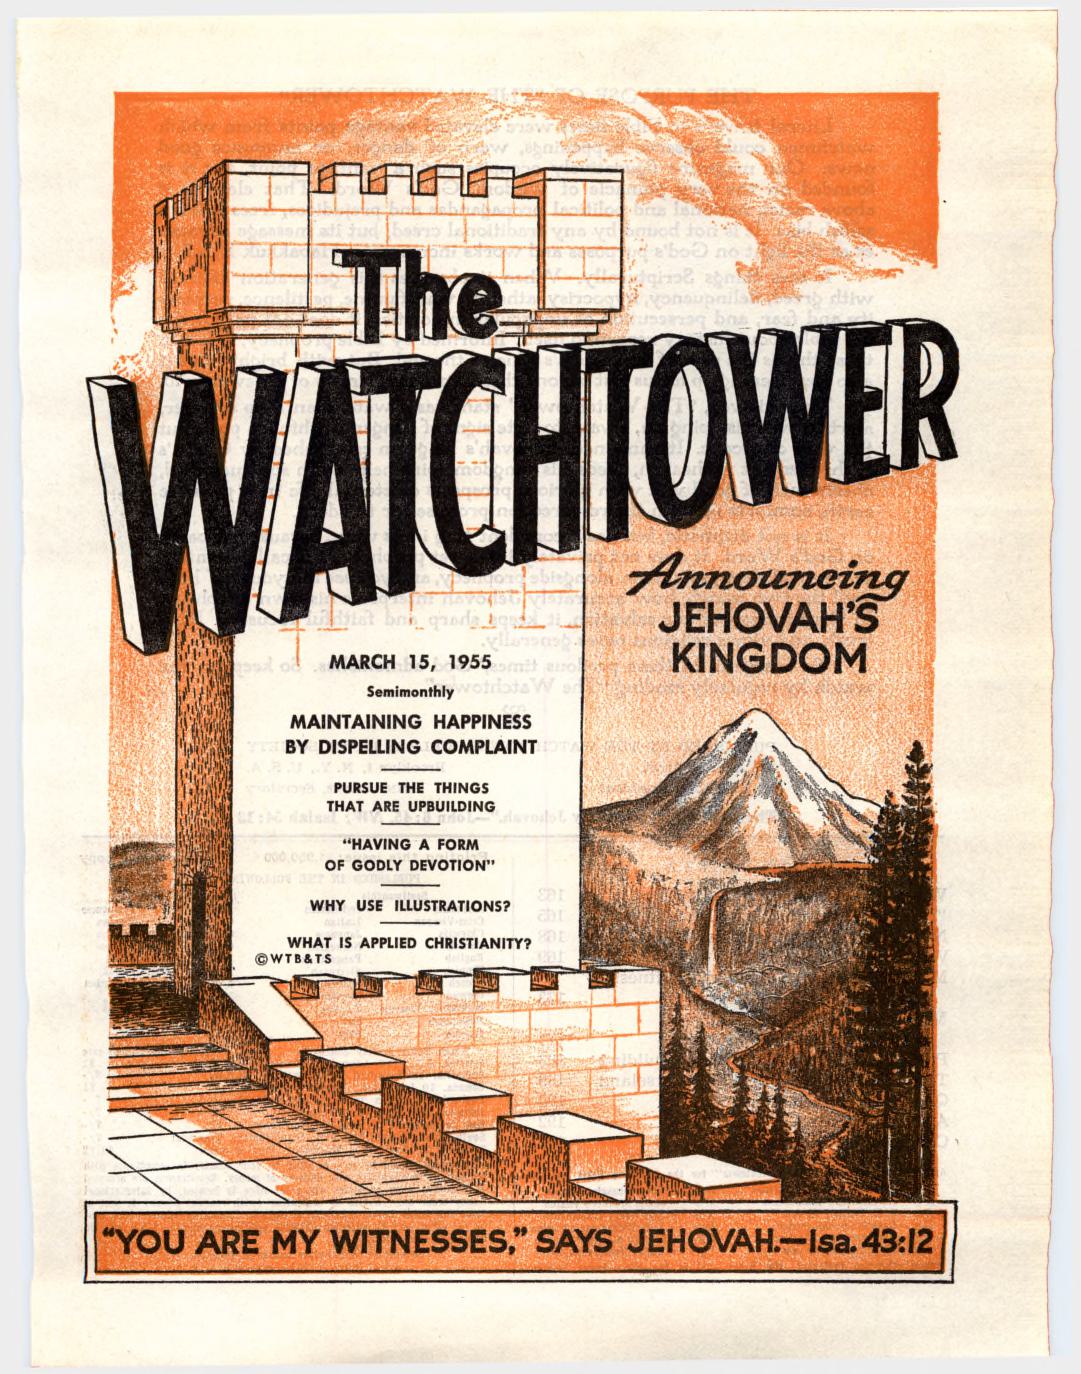 The
WATCHTOWER
Announcing
JEHOVAH'S
KINGDOM
MARCH 15, 1955
Semimonthly
MAINTAINING HAPPINESS
BY DISPELLING COMPLAINT
PURSUE THE THINGS
THAT ARE UPBUILDING
"HAVING A FORM
OF GODLY DEVOTION"
WHY USE ILLUSTRATIONS?
WHAT IS APPLIED CHRISTIANITY?
©WTB&TS
"YOU ARE MY WITNESSES," SAYS JEHOVAH.—Isa. 43:12